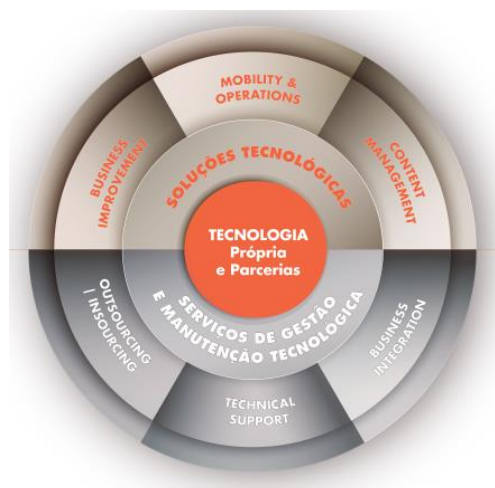 MOBILITY &
OPERATIONS
BUSINESS
IMPROVEMENT
CONTENT
MANAGEMENT
SOLUÇÕES TECNOLÓGICAS
TECNOLOGIA
Própria
e Parcerias
SERVIÇOS DE GESTÃO
E MANUTENÇÃO TECNOLÓGICA
OUTSOURCING
| INSOURCING
BUSINESS
INTEGRATION
TECHNICAL
SUPPORT